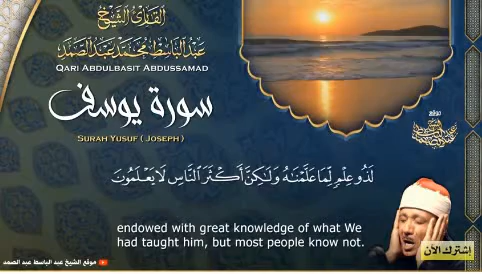 القارئ الشيخ
عبد الباسط محمد عبد الصمد
QARI ABDULBASIT ABDUSSAMAD
سورة يوسف
SURAH YUSUF ( JOSEPH )
لَذُو عِلْمٍ لِّمَا عَلَّمْنَٰهُ وَلَٰكِنَّ أَكْثَرَ ٱلنَّاسِ لَا يَعْلَمُونَ
endowed with great knowledge of what We
had taught him, but most people know not.
موقع الشيخ عبد الباسط عبد الصمد
إشترك الآن